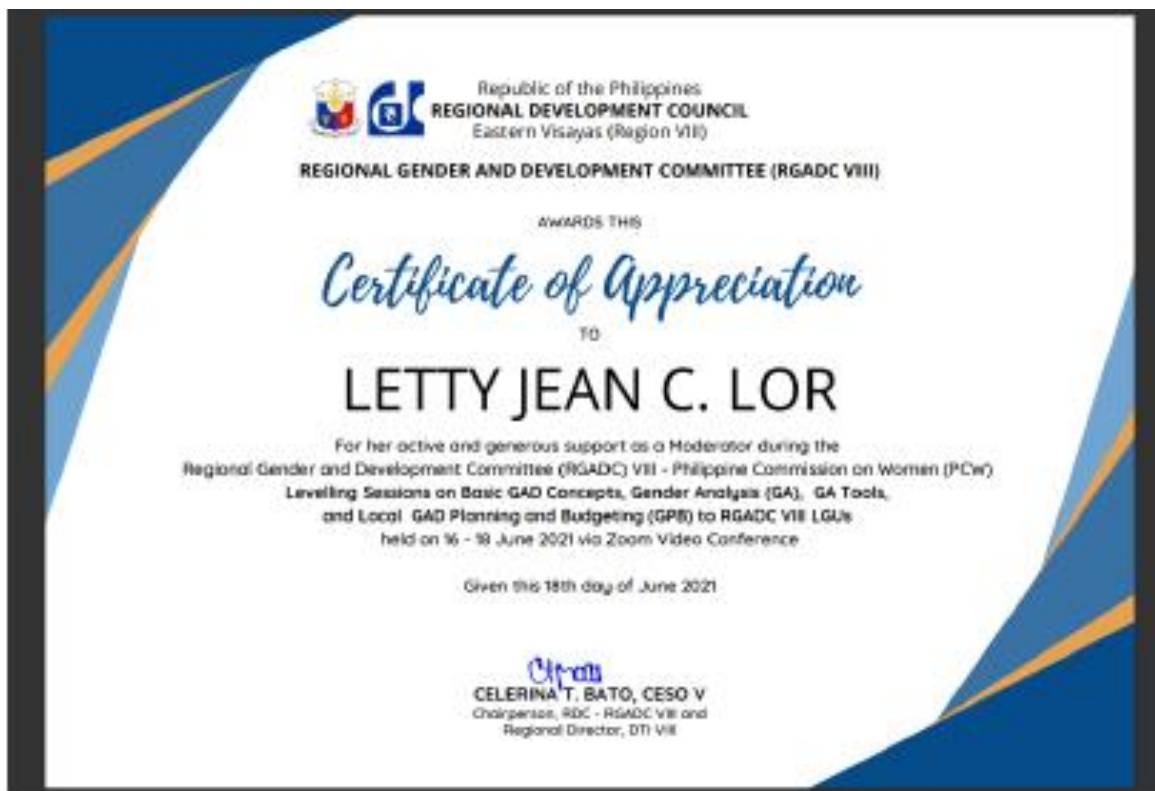 Republic of the Philippines
REGIONAL DEVELOPMENT COUNCIL
Eastern Visayas (Region VIII)
REGIONAL GENDER AND DEVELOPMENT COMMITTEE (RGADC VIII)
AWARDS THIS
Certificate of Appreciation
TO
LETTY JEAN C. LOR
For her active and generous support as a Moderator during the
Regional Gender and Development Committee (RGADC) VIII - Philippine Commission on Women (PCW)
Levelling Sessions on Basic GAD Concepts, Gender Analysis (GA), GA Tools,
and Local GAD Planning and Budgeting (GPB) to RGADC VIII LGUs
held on 16 - 18 June 2021 via Zoom Video Conference
Given this 18th day of June 2021
CELERINA T. BATO, CESO V
Chairperson, RDC - RGADC VIII and
Regional Director, DTI VIII